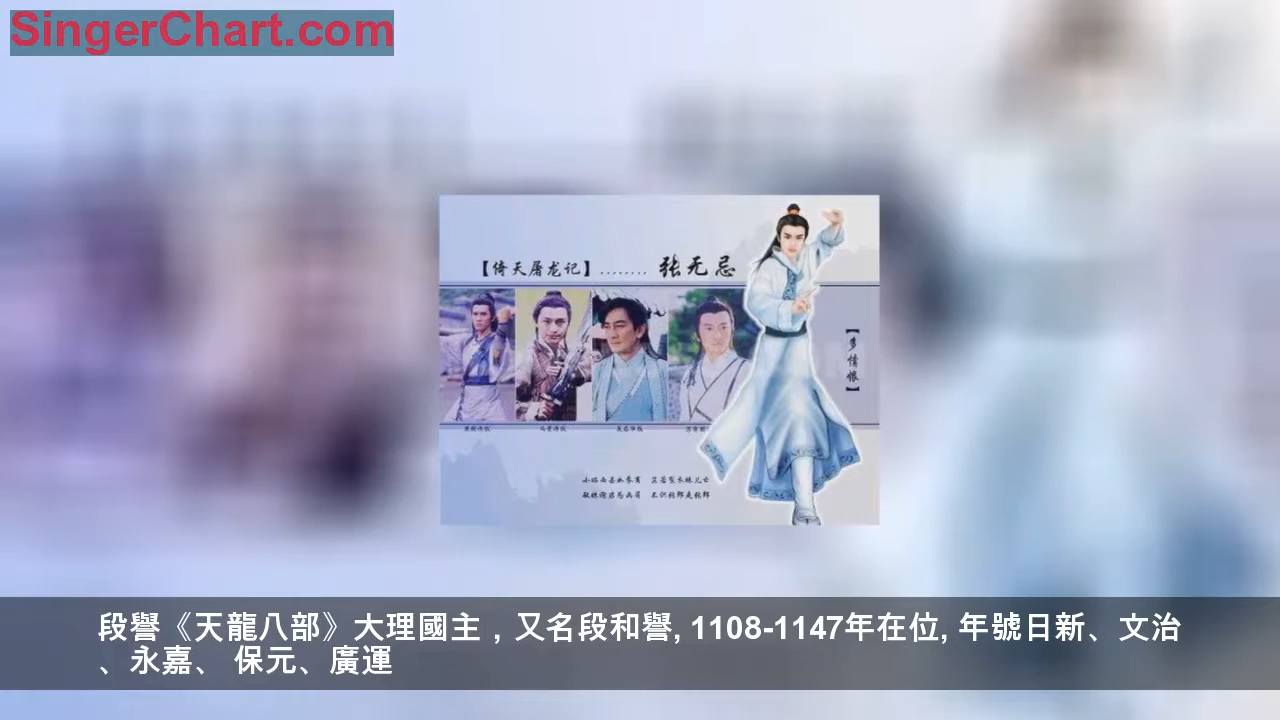 SingerChart.com
【倚天屠龙记】........ 张无忌
【多情恨】
段譽《天龍八部》大理國主，又名段和譽, 1108-1147年在位, 年號日新、文治
、永嘉、 保元、廣運